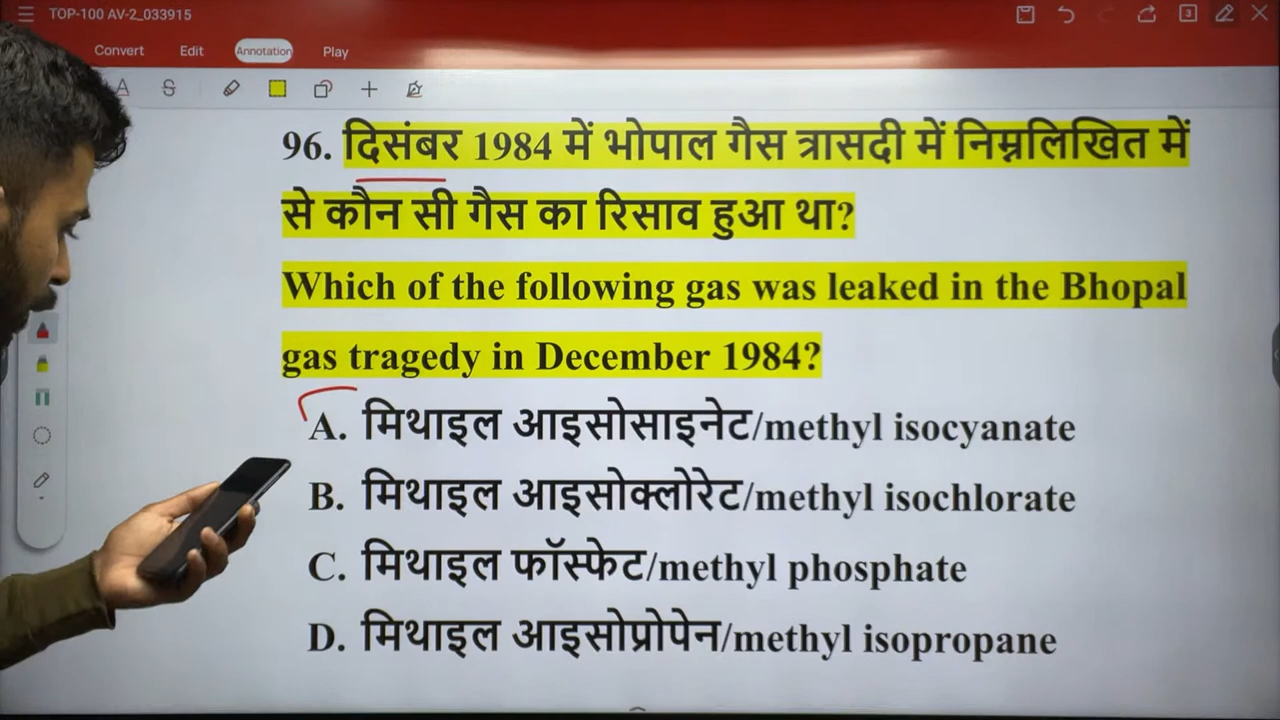 TOP-100 AV-2_033915
3
Convert Edit Annotation Play
A S
96. दिसंबर 1984 में भोपाल गैस त्रासदी में निम्नलिखित में
से कौन सी गैस का रिसाव हुआ था?
Which of the following gas was leaked in the Bhopal
gas tragedy in December 1984?
A. मिथाइल आइसोसाइनेट/methyl isocyanate
B. मिथाइल आइसोक्लोरेट/methyl isochlorate
C. मिथाइल फॉस्फेट/methyl phosphate
D. मिथाइल आइसोप्रोपेन/methyl isopropane